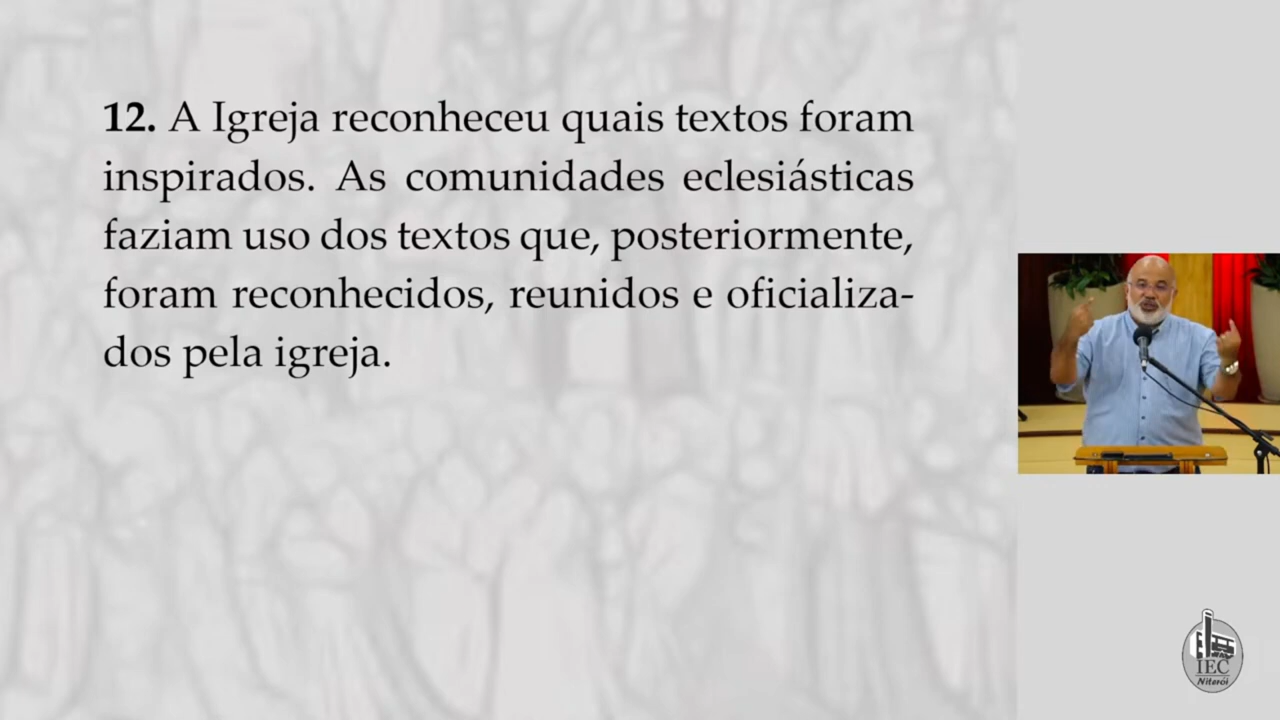 12. A Igreja reconheceu quais textos foram
inspirados. As comunidades eclesiásticas
faziam uso dos textos que, posteriormente,
foram reconhecidos, reunidos e oficializa-
dos pela igreja.
IEC
Niterói